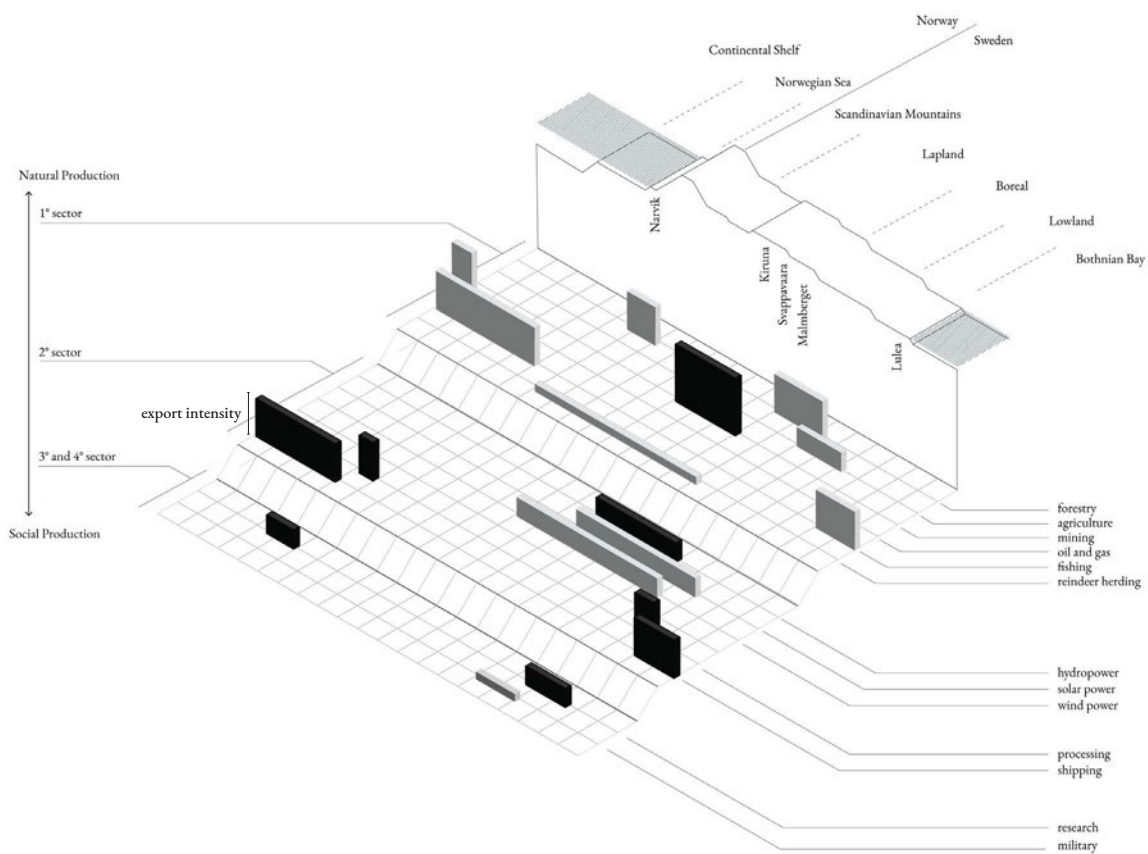 Norway
Sweden
Continental Shelf
Norwegian Sea
Scandinavian Mountains
Lapland
Boreal
Lowland
Bothnian Bay
Natural Production
1° sector
2° sector
export intensity
3° and 4° sector
Social Production
Narvik
Kiruna
Svappavaara
Malmberget
Lulea
forestry
agriculture
mining
oil and gas
fishing
reindeer herding
hydropower
solar power
wind power
processing
shipping
research
military